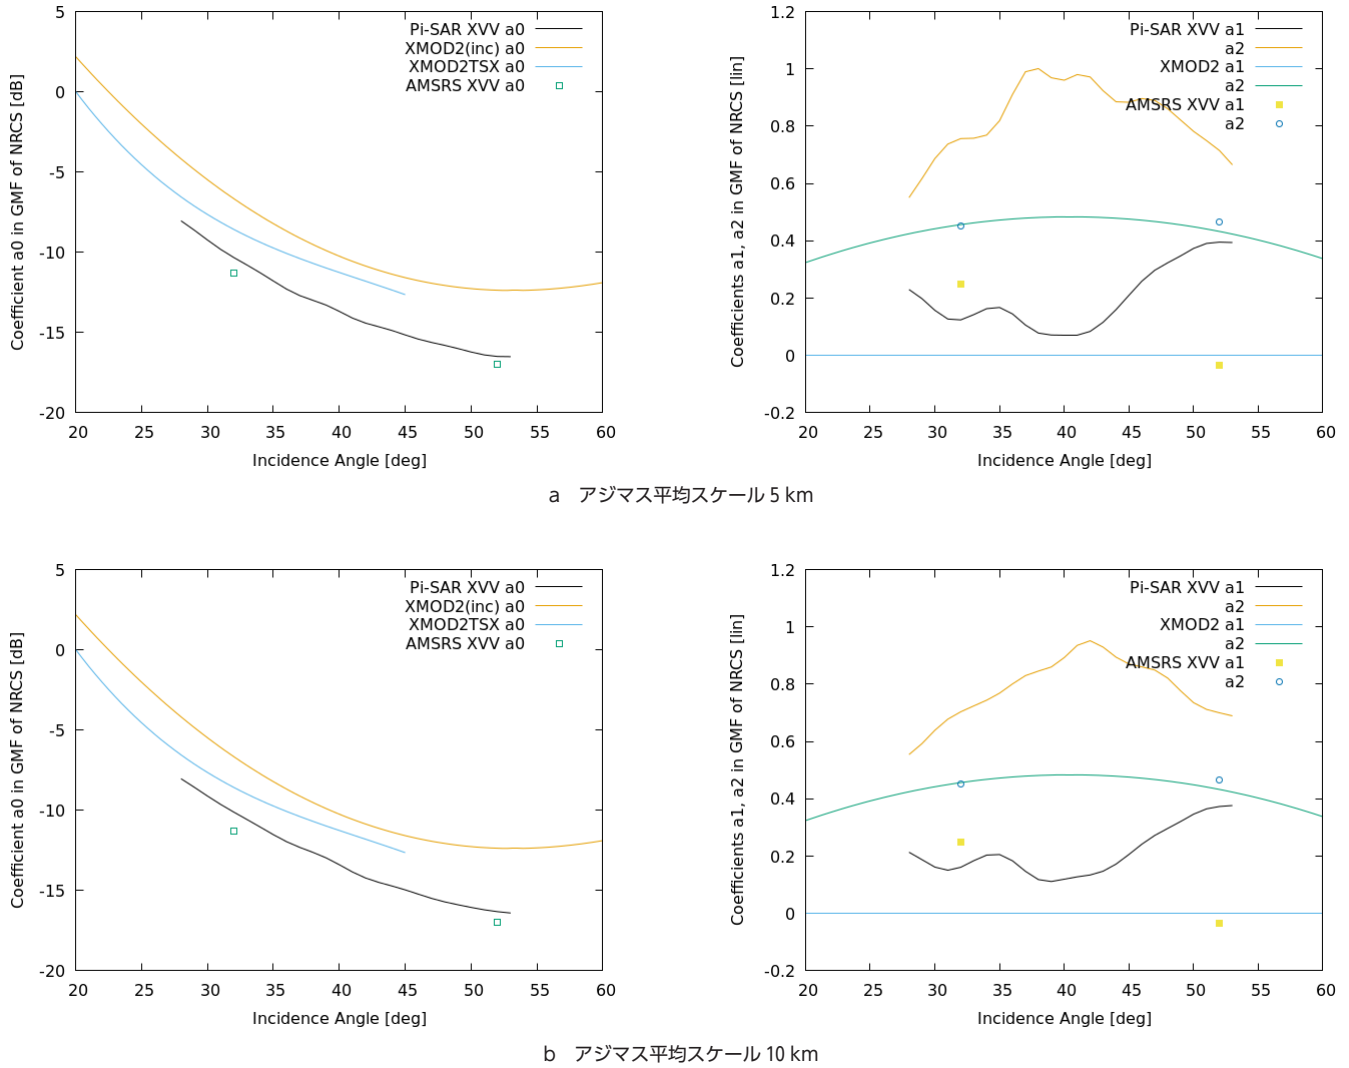 Pi-SAR XVV a0
XMOD2(inc) a0
XMOD2TSX a0
AMSRS XVV a0
5
0
-5
-10
-15
-20
Coefficient a0 in GMF of NRCS [dB]
20 25 30 35 40 45 50 55 60
Incidence Angle [deg]
Pi-SAR XVV a1
a2
XMOD2 a1
a2
AMSRS XVV a1
a2
1.2
1
0.8
0.6
0.4
0.2
0
-0.2
Coefficients a1, a2 in GMF of NRCS [lin]
20 25 30 35 40 45 50 55 60
Incidence Angle [deg]
a アジマス平均スケール 5 km
Pi-SAR XVV a0
XMOD2(inc) a0
XMOD2TSX a0
AMSRS XVV a0
5
0
-5
-10
-15
-20
Coefficient a0 in GMF of NRCS [dB]
20 25 30 35 40 45 50 55 60
Incidence Angle [deg]
Pi-SAR XVV a1
a2
XMOD2 a1
a2
AMSRS XVV a1
a2
1.2
1
0.8
0.6
0.4
0.2
0
-0.2
Coefficients a1, a2 in GMF of NRCS [lin]
20 25 30 35 40 45 50 55 60
Incidence Angle [deg]
b アジマス平均スケール 10 km